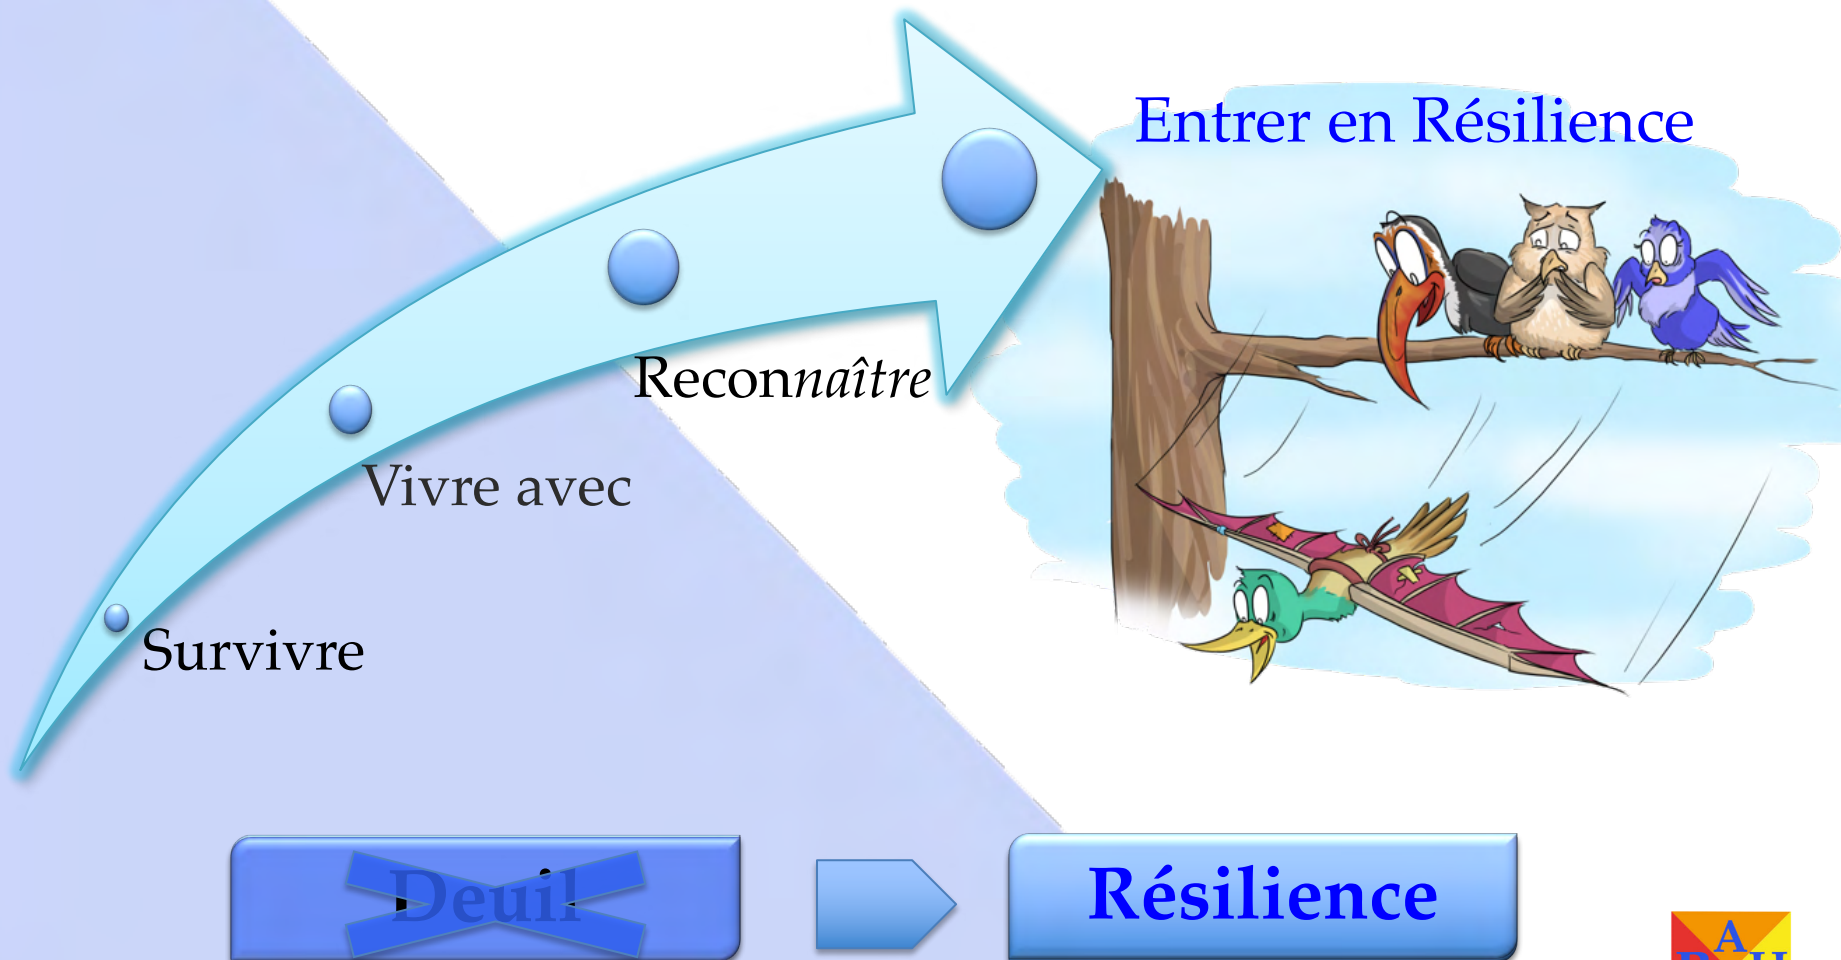 Entrer en Résilience
Reconnaître
Vivre avec
Survivre
Deuil
Résilience
A